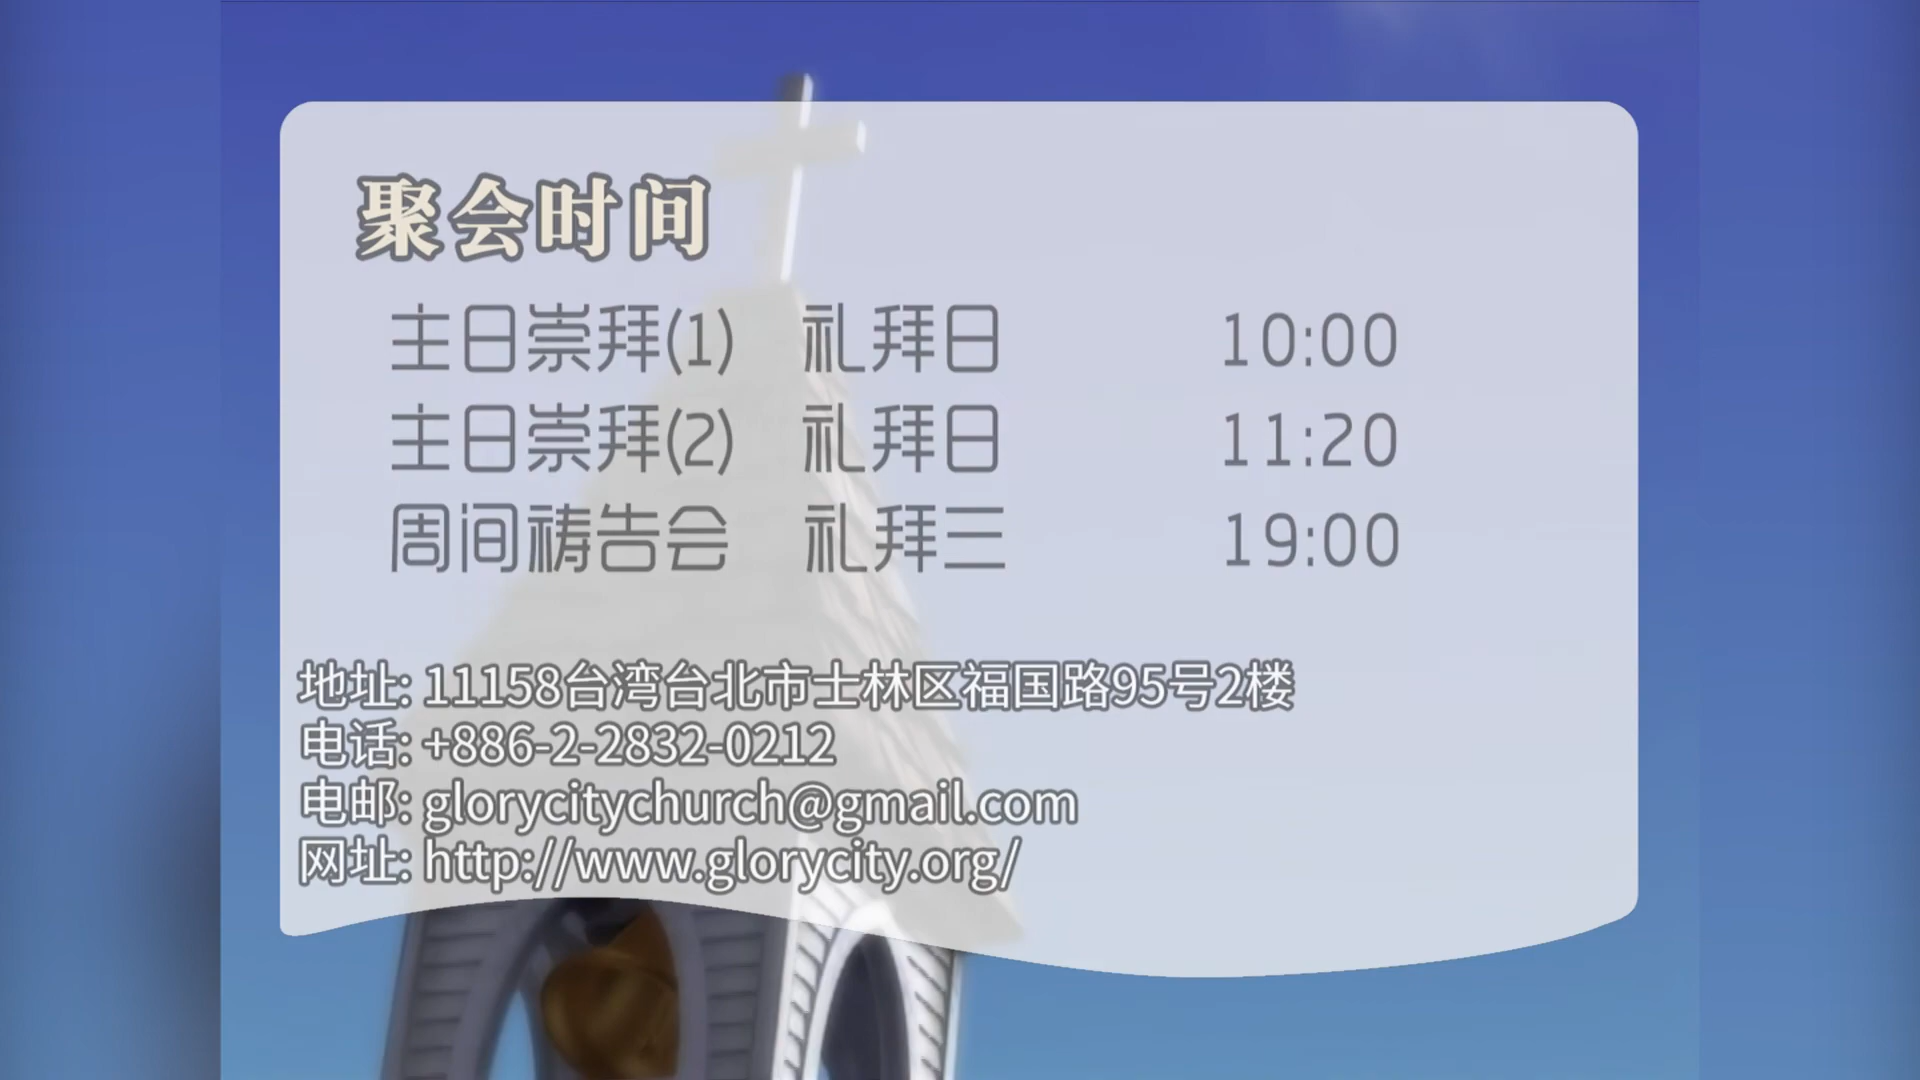 聚会时间
主日崇拜(1) 礼拜日 10:00
主日崇拜(2) 礼拜日 11:20
周间祷告会 礼拜三 19:00
地址: 11158台湾台北市士林区福国路95号2楼
电话: +886-2-2832-0212
电邮: glorycitychurch@gmail.com
网址: http://www.glorycity.org/